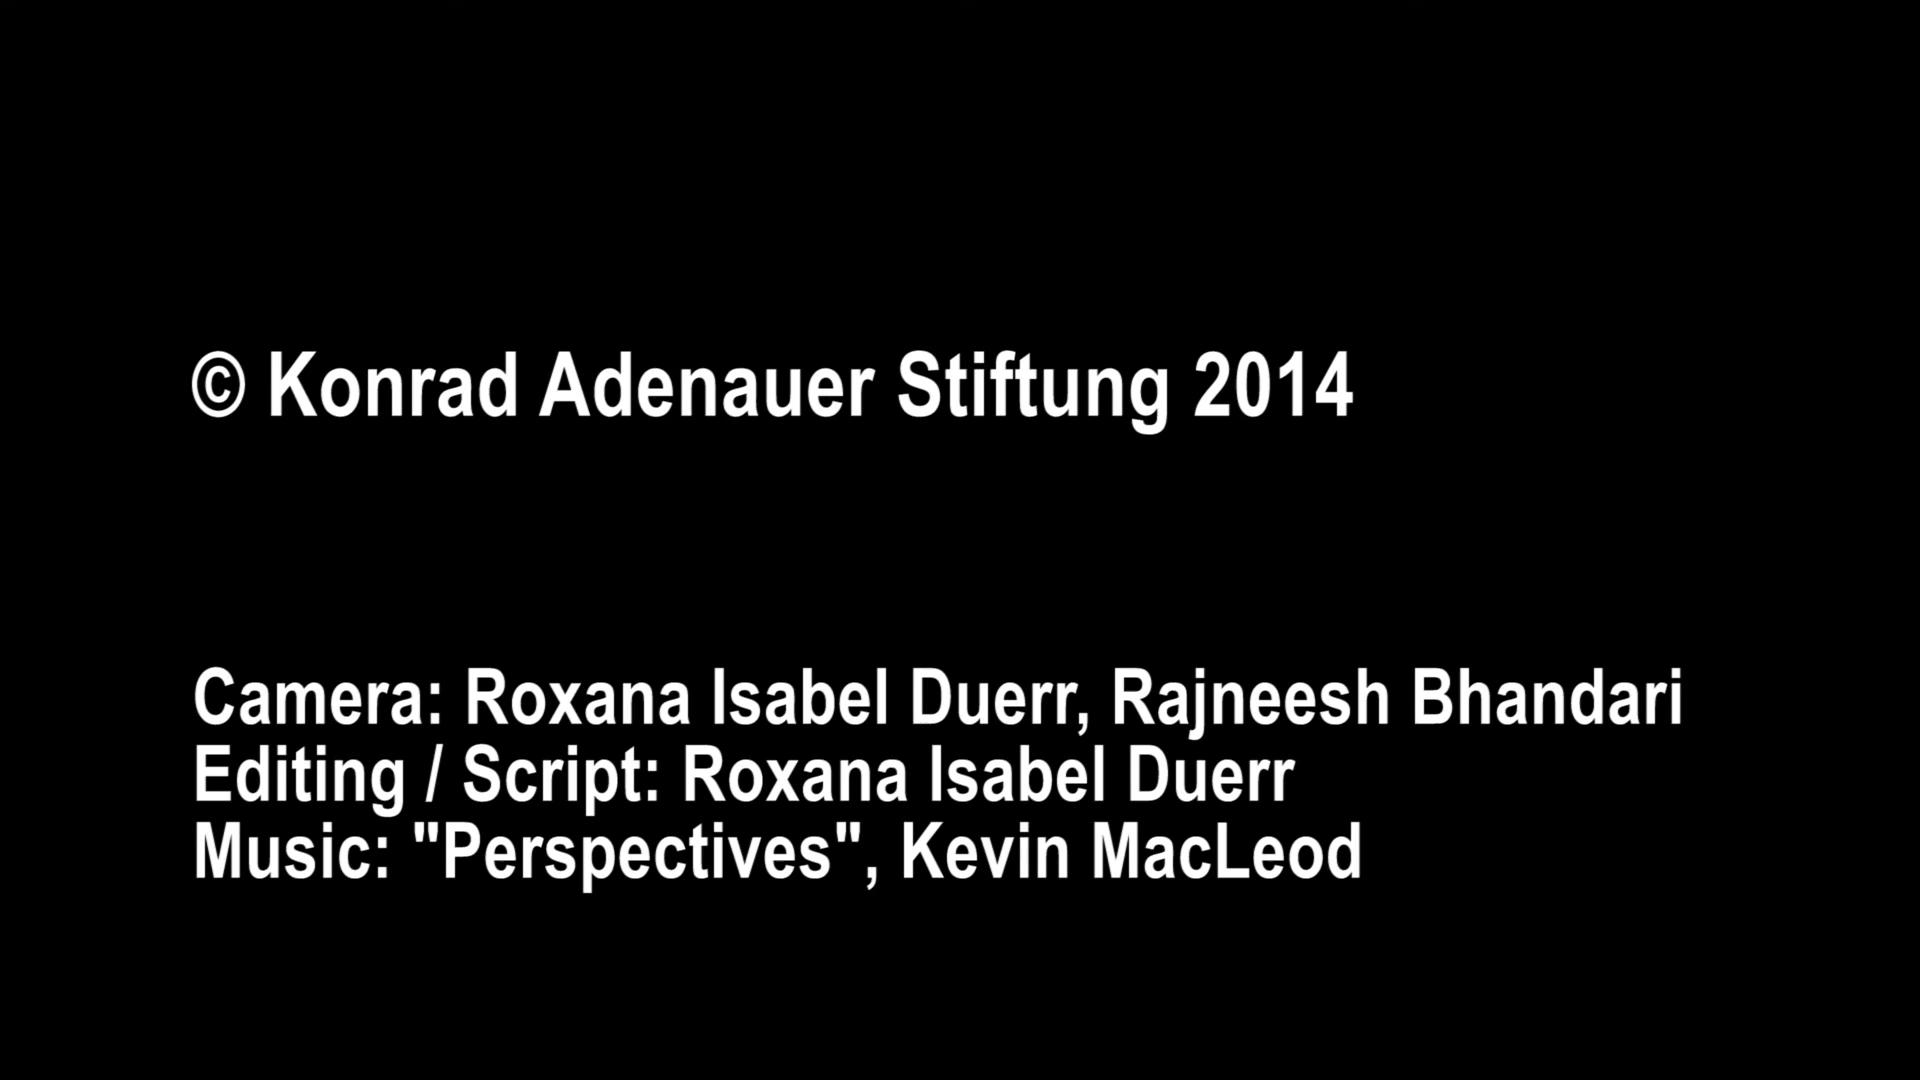 © Konrad Adenauer Stiftung 2014
Camera: Roxana Isabel Duerr, Rajneesh Bhandari
Editing / Script: Roxana Isabel Duerr
Music: "Perspectives", Kevin MacLeod